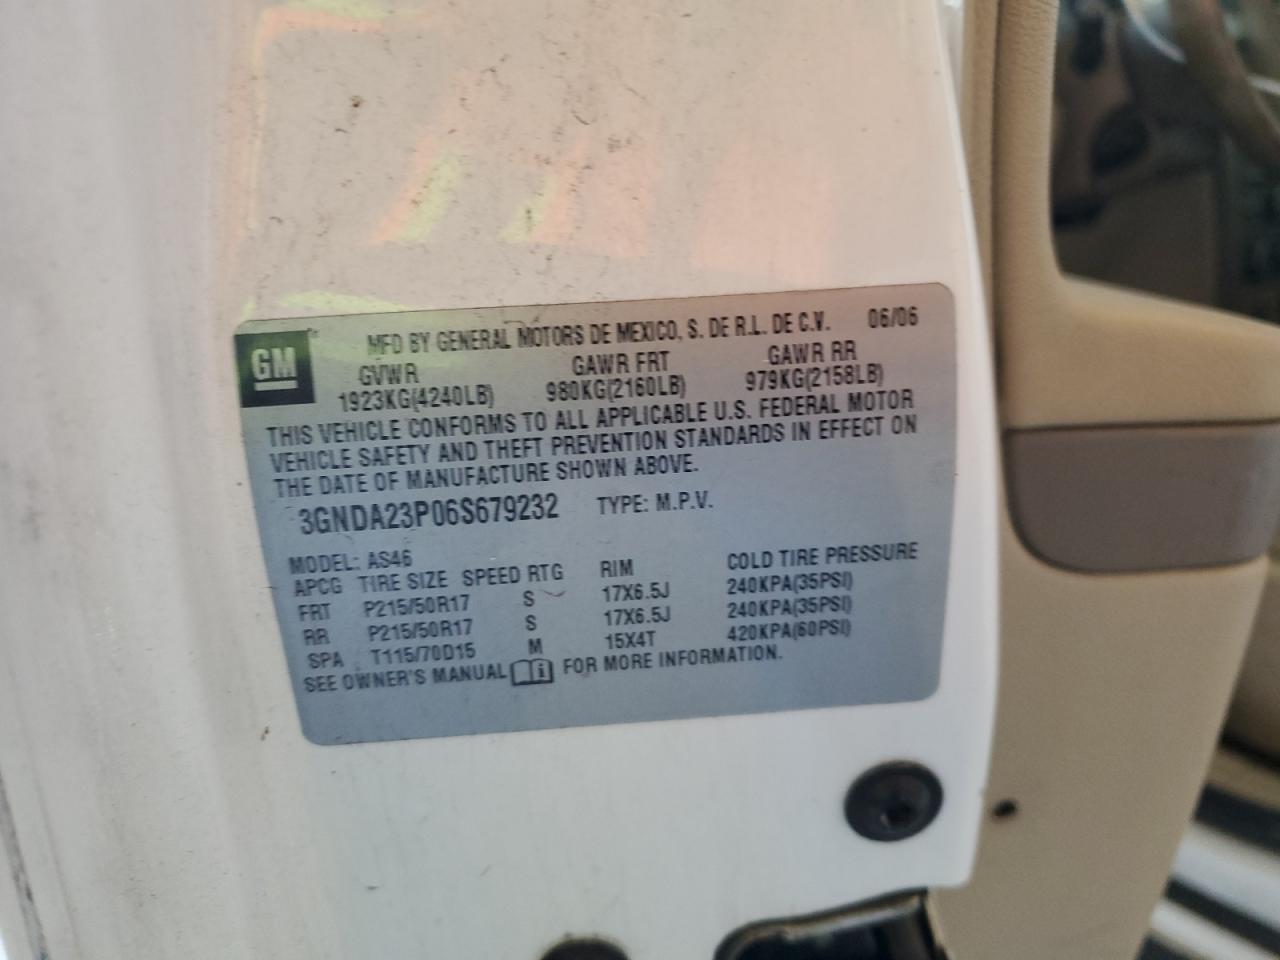 GM® MFD BY GENERAL MOTORS DE MEXICO, S. DE R.L. DE C.V. 06/06
GVWR GAWR FRT GAWR RR
1923KG(4240LB) 980KG(2160LB) 979KG(2158LB)
THIS VEHICLE CONFORMS TO ALL APPLICABLE U.S. FEDERAL MOTOR
VEHICLE SAFETY AND THEFT PREVENTION STANDARDS IN EFFECT ON
THE DATE OF MANUFACTURE SHOWN ABOVE.
3GNDA23P06S679232 TYPE: M.P.V.
MODEL: AS46
APCG TIRE SIZE SPEED RTG RIM COLD TIRE PRESSURE
FRT P215/50R17 S 17X6.5J 240KPA(35PSI)
RR P215/50R17 S 17X6.5J 240KPA(35PSI)
SPA T115/70D15 M 15X4T 420KPA(60PSI)
SEE OWNER'S MANUAL FOR MORE INFORMATION.